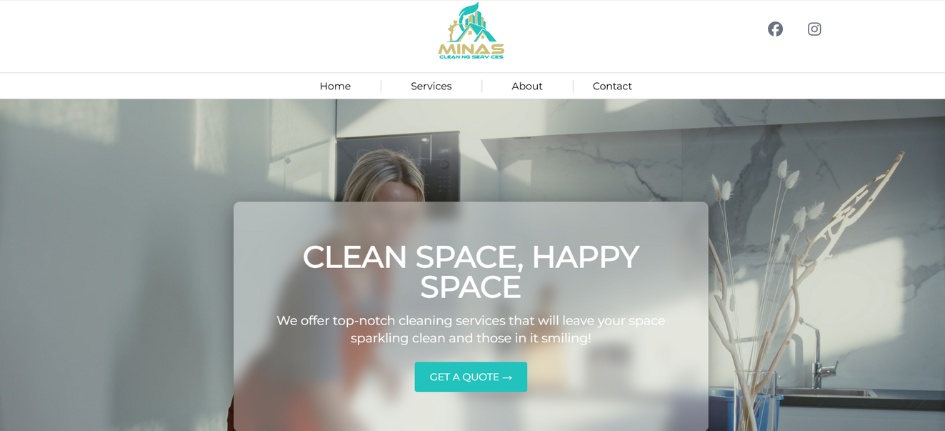 MINAS
CLEANING SERVICES
Home Services About Contact
CLEAN SPACE, HAPPY
SPACE
We offer top-notch cleaning services that will leave your space
sparkling clean and those in it smiling!
GET A QUOTE →